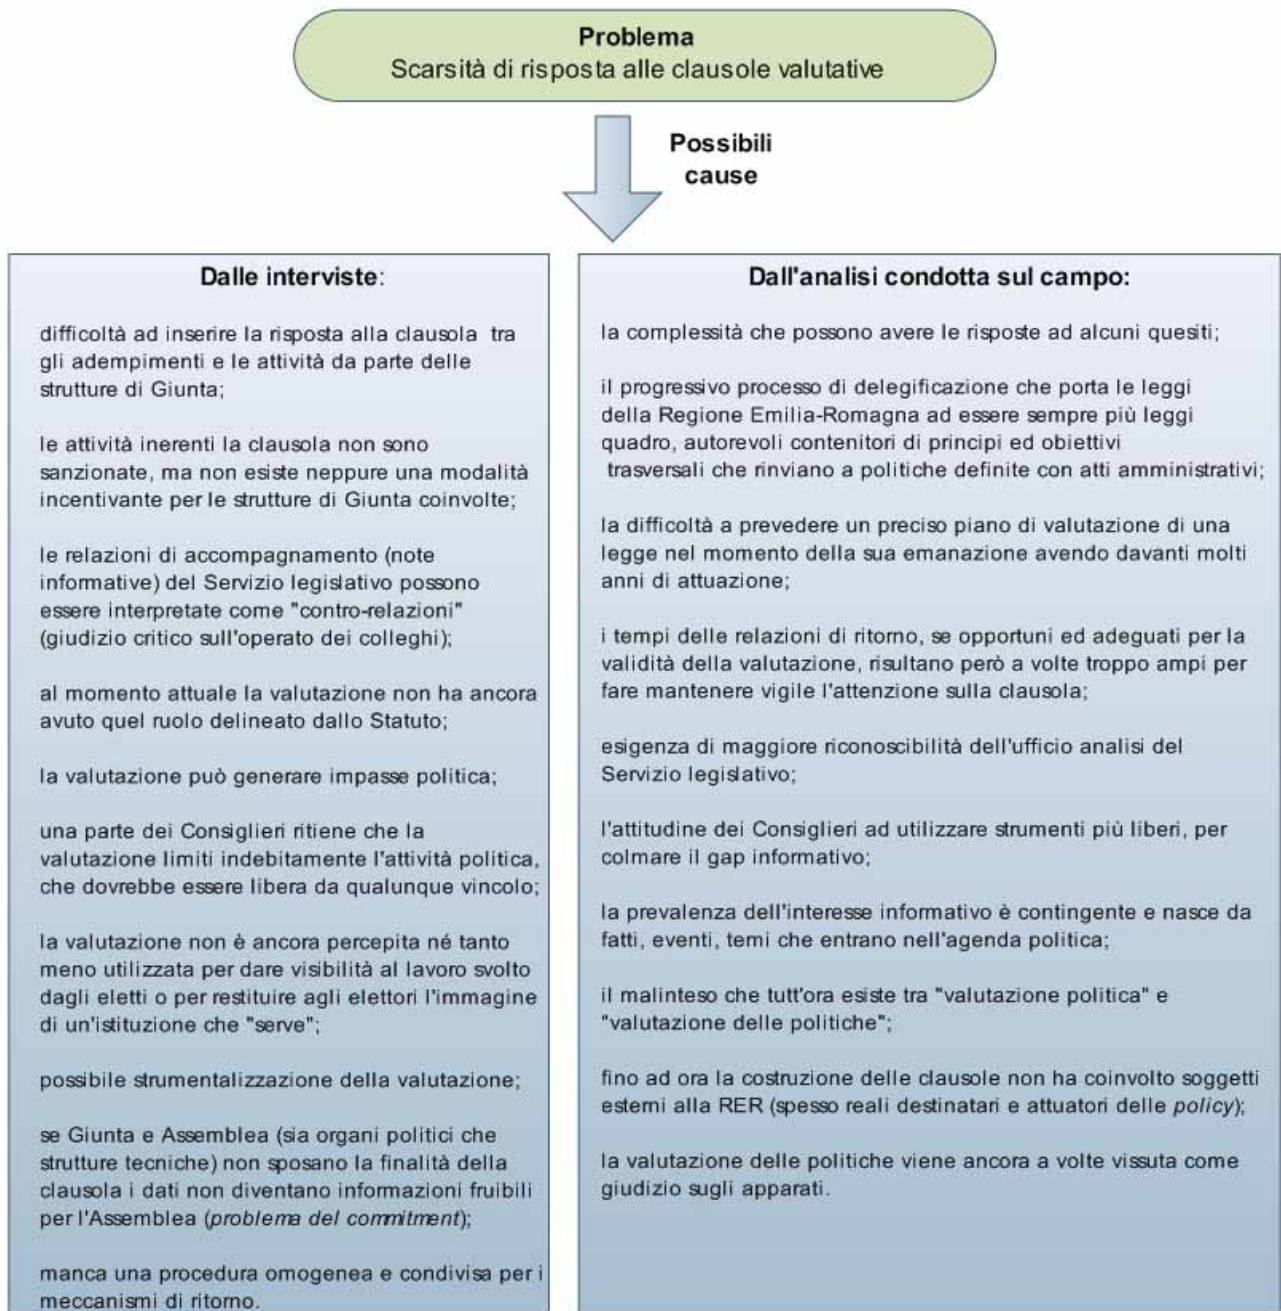 Problema
Scarsità di risposta alle clausole valutative
Possibili
cause
Dalle interviste:
difficoltà ad inserire la risposta alla clausola tra
gli adempimenti e le attività da parte delle
strutture di Giunta;
le attività inerenti la clausola non sono
sanzionate, ma non esiste neppure una modalità
incentivante per le strutture di Giunta coinvolte;
le relazioni di accompagnamento (note
informative) del Servizio legislativo possono
essere interpretate come "contro-relazioni"
(giudizio critico sull'operato dei colleghi);
al momento attuale la valutazione non ha ancora
avuto quel ruolo delineato dallo Statuto;
la valutazione può generare impasse politica;
una parte dei Consiglieri ritiene che la
valutazione limiti indebitamente l'attività politica,
che dovrebbe essere libera da qualunque vincolo;
la valutazione non è ancora percepita né tanto
meno utilizzata per dare visibilità al lavoro svolto
dagli eletti o per restituire agli elettori l'immagine
di un'istituzione che "serve";
possibile strumentalizzazione della valutazione;
se Giunta e Assemblea (sia organi politici che
strutture tecniche) non sposano la finalità della
clausola i dati non diventano informazioni fruibili
per l'Assemblea (problema del commitment);
manca una procedura omogenea e condivisa per i
meccanismi di ritorno.
Dall'analisi condotta sul campo:
la complessità che possono avere le risposte ad alcuni quesiti;
il progressivo processo di delegificazione che porta le leggi
della Regione Emilia-Romagna ad essere sempre più leggi
quadro, autorevoli contenitori di principi ed obiettivi
trasversali che rinviano a politiche definite con atti amministrativi;
la difficoltà a prevedere un preciso piano di valutazione di una
legge nel momento della sua emanazione avendo davanti molti
anni di attuazione;
i tempi delle relazioni di ritorno, se opportuni ed adeguati per la
validità della valutazione, risultano però a volte troppo ampi per
fare mantenere vigile l'attenzione sulla clausola;
esigenza di maggiore riconoscibilità dell'ufficio analisi del
Servizio legislativo;
l'attitudine dei Consiglieri ad utilizzare strumenti più liberi, per
colmare il gap informativo;
la prevalenza dell'interesse informativo è contingente e nasce da
fatti, eventi, temi che entrano nell'agenda politica;
il malinteso che tutt'ora esiste tra "valutazione politica" e
"valutazione delle politiche";
fino ad ora la costruzione delle clausole non ha coinvolto soggetti
esterni alla RER (spesso reali destinatari e attuatori delle policy);
la valutazione delle politiche viene ancora a volte vissuta come
giudizio sugli apparati.